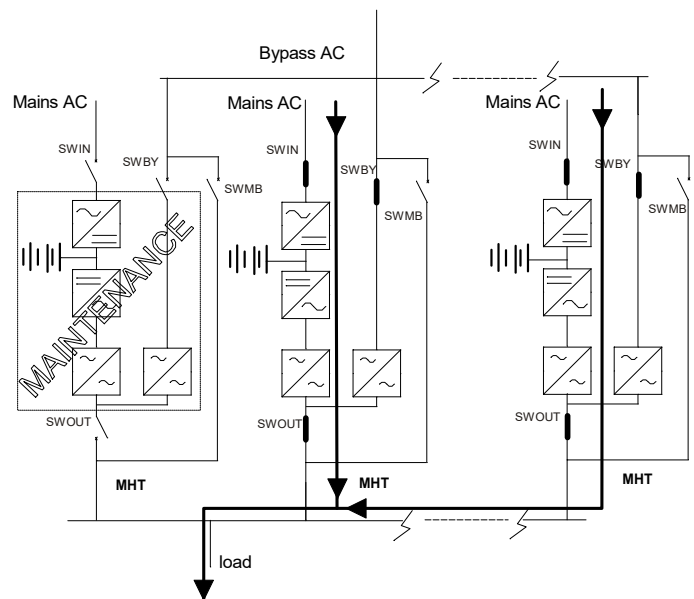 Bypass AC
Mains AC
Mains AC
Mains AC
SWIN
SWBY
SWMB
SWIN
SWBY
SWMB
SWIN
SWBY
SWMB
MAINTENANCE
SWOUT
SWOUT
SWOUT
MHT
MHT
MHT
load